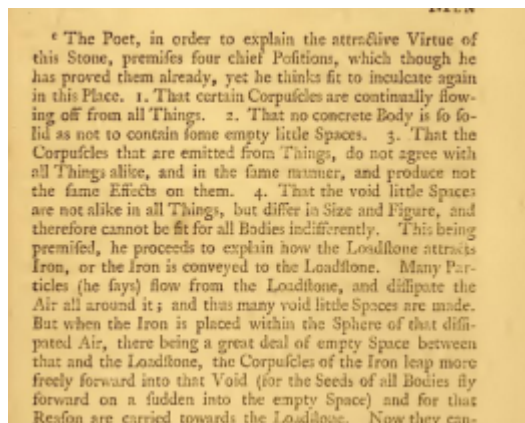 ᵉ The Poet, in order to explain the attractive Virtue of
this Stone, premises four chief Positions, which though he
has proved them already, yet he thinks fit to inculcate again
in this Place. 1. That certain Corpuſcles are continually flow-
ing off from all Things. 2. That no concrete Body is ſo ſo-
lid as not to contain ſome empty little Spaces. 3. That the
Corpuſcles that are emitted from Things, do not agree with
all Things alike, and in the ſame manner, and produce not
the ſame Effects on them. 4. That the void little Spaces
are not alike in all Things, but differ in Size and Figure, and
therefore cannot be fit for all Bodies indifferently. This being
premiſed, he proceeds to explain how the Loadſtone attracts
Iron, or the Iron is conveyed to the Loadſtone. Many Par-
ticles (he ſays) flow from the Loadſtone, and diſſipate the
Air all around it; and thus many void little Spaces are made.
But when the Iron is placed within the Sphere of that diſſi-
pated Air, there being a great deal of empty Space between
that and the Loadſtone, the Corpuſcles of the Iron leap more
freely forward into that Void (for the Seeds of all Bodies fly
forward on a ſudden into the empty Space) and for that
Reaſon are carried towards the Loadſtone. Now they can-